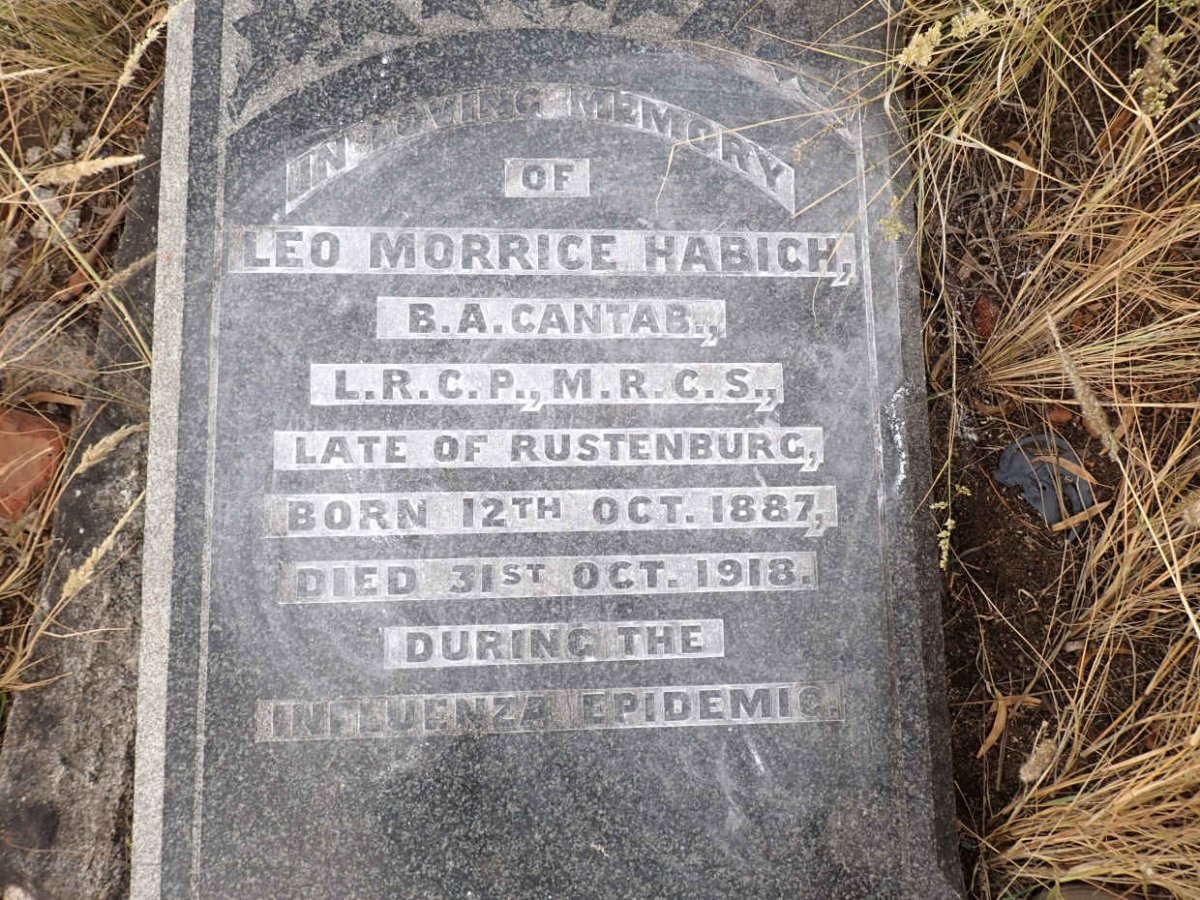 IN LOVING MEMORY
OF
LEO MORRICE HABICH,
B.A. CANTAB.,
L.R.C.P., M.R.C.S.,
LATE OF RUSTENBURG,
BORN 12TH OCT. 1887,
DIED 31ST OCT. 1918.
DURING THE
INFLUENZA EPIDEMIC.